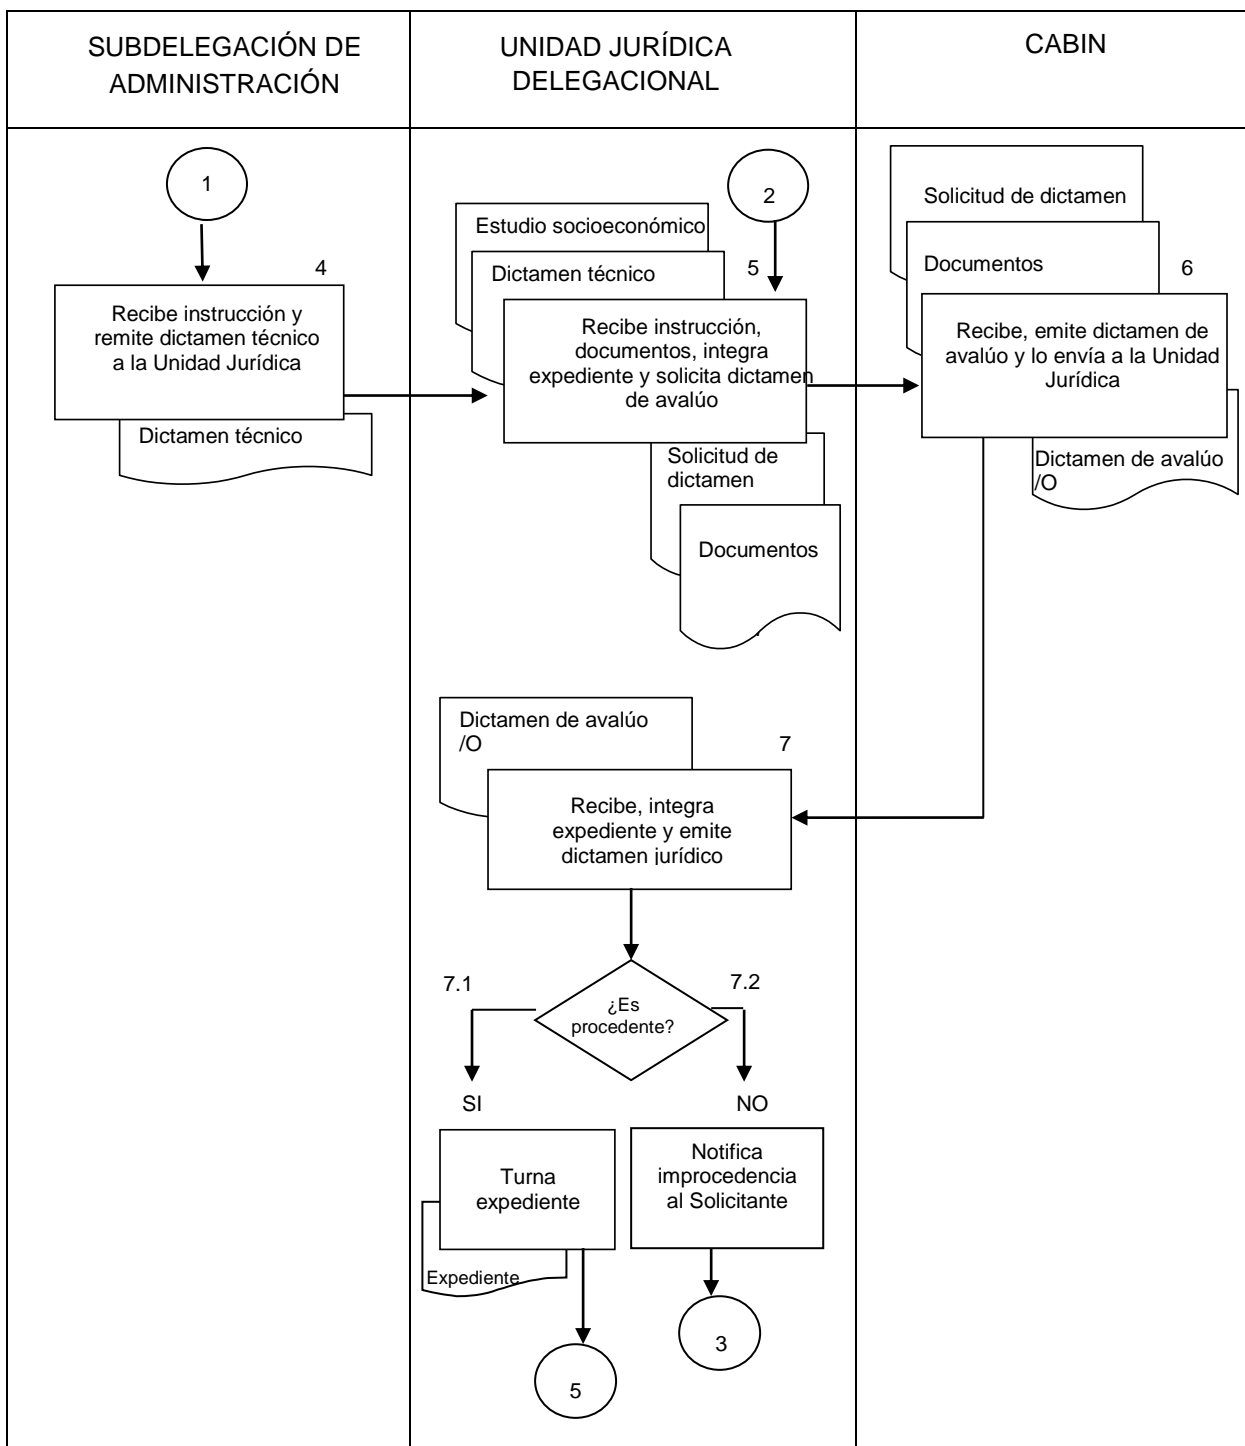 SUBDELEGACIÓN DE
ADMINISTRACIÓN
UNIDAD JURÍDICA
DELEGACIONAL
CABIN
1
4
Recibe instrucción y
remite dictamen técnico
a la Unidad Jurídica
Dictamen técnico
2
Estudio socioeconómico
Dictamen técnico
5
Recibe instrucción,
documentos, integra
expediente y solicita dictamen
de avalúo
Solicitud de
dictamen
Documentos
Solicitud de dictamen
Documentos
6
Recibe, emite dictamen de
avalúo y lo envía a la Unidad
Jurídica
Dictamen de avalúo
/O
Dictamen de avalúo
/O
7
Recibe, integra
expediente y emite
dictamen jurídico
7.1
7.2
¿Es
procedente?
SI
NO
Turna
expediente
Expediente
Notifica
improcedencia
al Solicitante
3
5